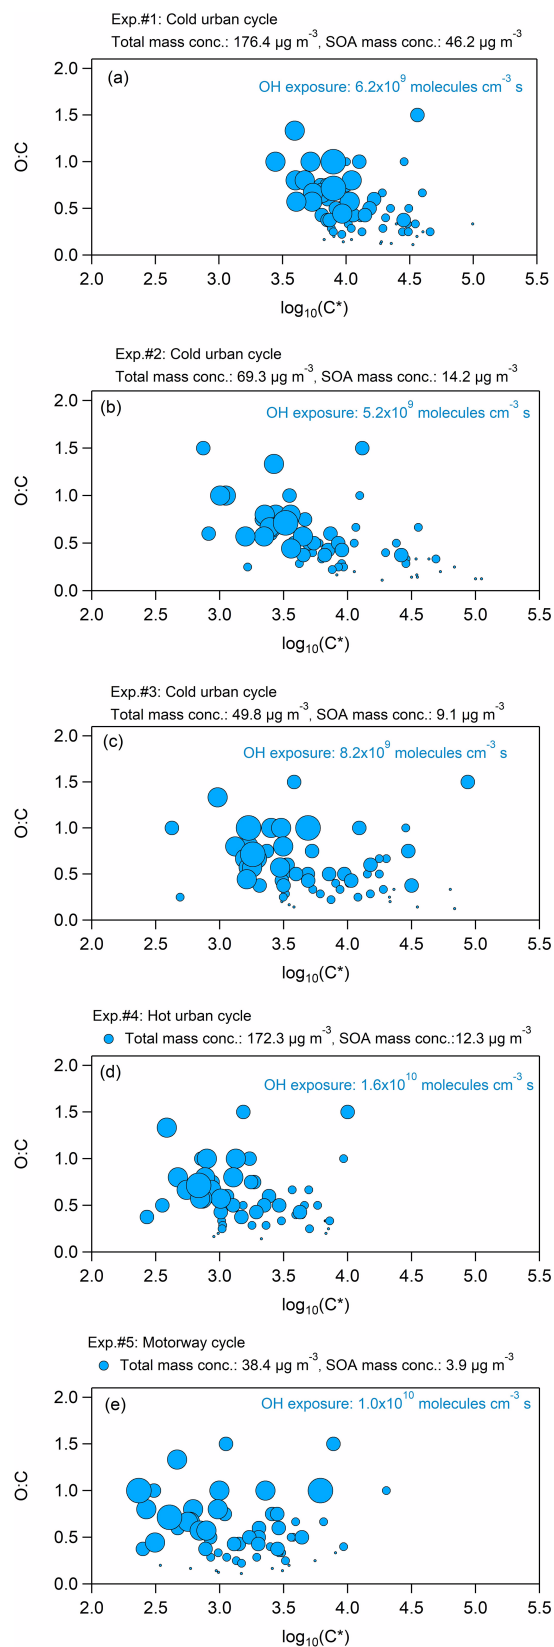 Exp.#1: Cold urban cycle
Total mass conc.: 176.4 µg m⁻³, SOA mass conc.: 46.2 µg m⁻³
(a)
OH exposure: 6.2x10⁹ molecules cm⁻³ s
2.0
1.5
1.0
0.5
0.0
O:C
2.0 2.5 3.0 3.5 4.0 4.5 5.0 5.5
log₁₀(C*)
Exp.#2: Cold urban cycle
Total mass conc.: 69.3 µg m⁻³, SOA mass conc.: 14.2 µg m⁻³
(b)
OH exposure: 5.2x10⁹ molecules cm⁻³ s
2.0
1.5
1.0
0.5
0.0
O:C
2.0 2.5 3.0 3.5 4.0 4.5 5.0 5.5
log₁₀(C*)
Exp.#3: Cold urban cycle
Total mass conc.: 49.8 µg m⁻³, SOA mass conc.: 9.1 µg m⁻³
(c)
OH exposure: 8.2x10⁹ molecules cm⁻³ s
2.0
1.5
1.0
0.5
0.0
O:C
2.0 2.5 3.0 3.5 4.0 4.5 5.0 5.5
log₁₀(C*)
Exp.#4: Hot urban cycle
Total mass conc.: 172.3 µg m⁻³, SOA mass conc.:12.3 µg m⁻³
(d)
OH exposure: 1.6x10¹⁰ molecules cm⁻³ s
2.0
1.5
1.0
0.5
0.0
O:C
2.0 2.5 3.0 3.5 4.0 4.5 5.0 5.5
log₁₀(C*)
Exp.#5: Motorway cycle
Total mass conc.: 38.4 µg m⁻³, SOA mass conc.: 3.9 µg m⁻³
(e)
OH exposure: 1.0x10¹⁰ molecules cm⁻³ s
2.0
1.5
1.0
0.5
0.0
O:C
2.0 2.5 3.0 3.5 4.0 4.5 5.0 5.5
log₁₀(C*)